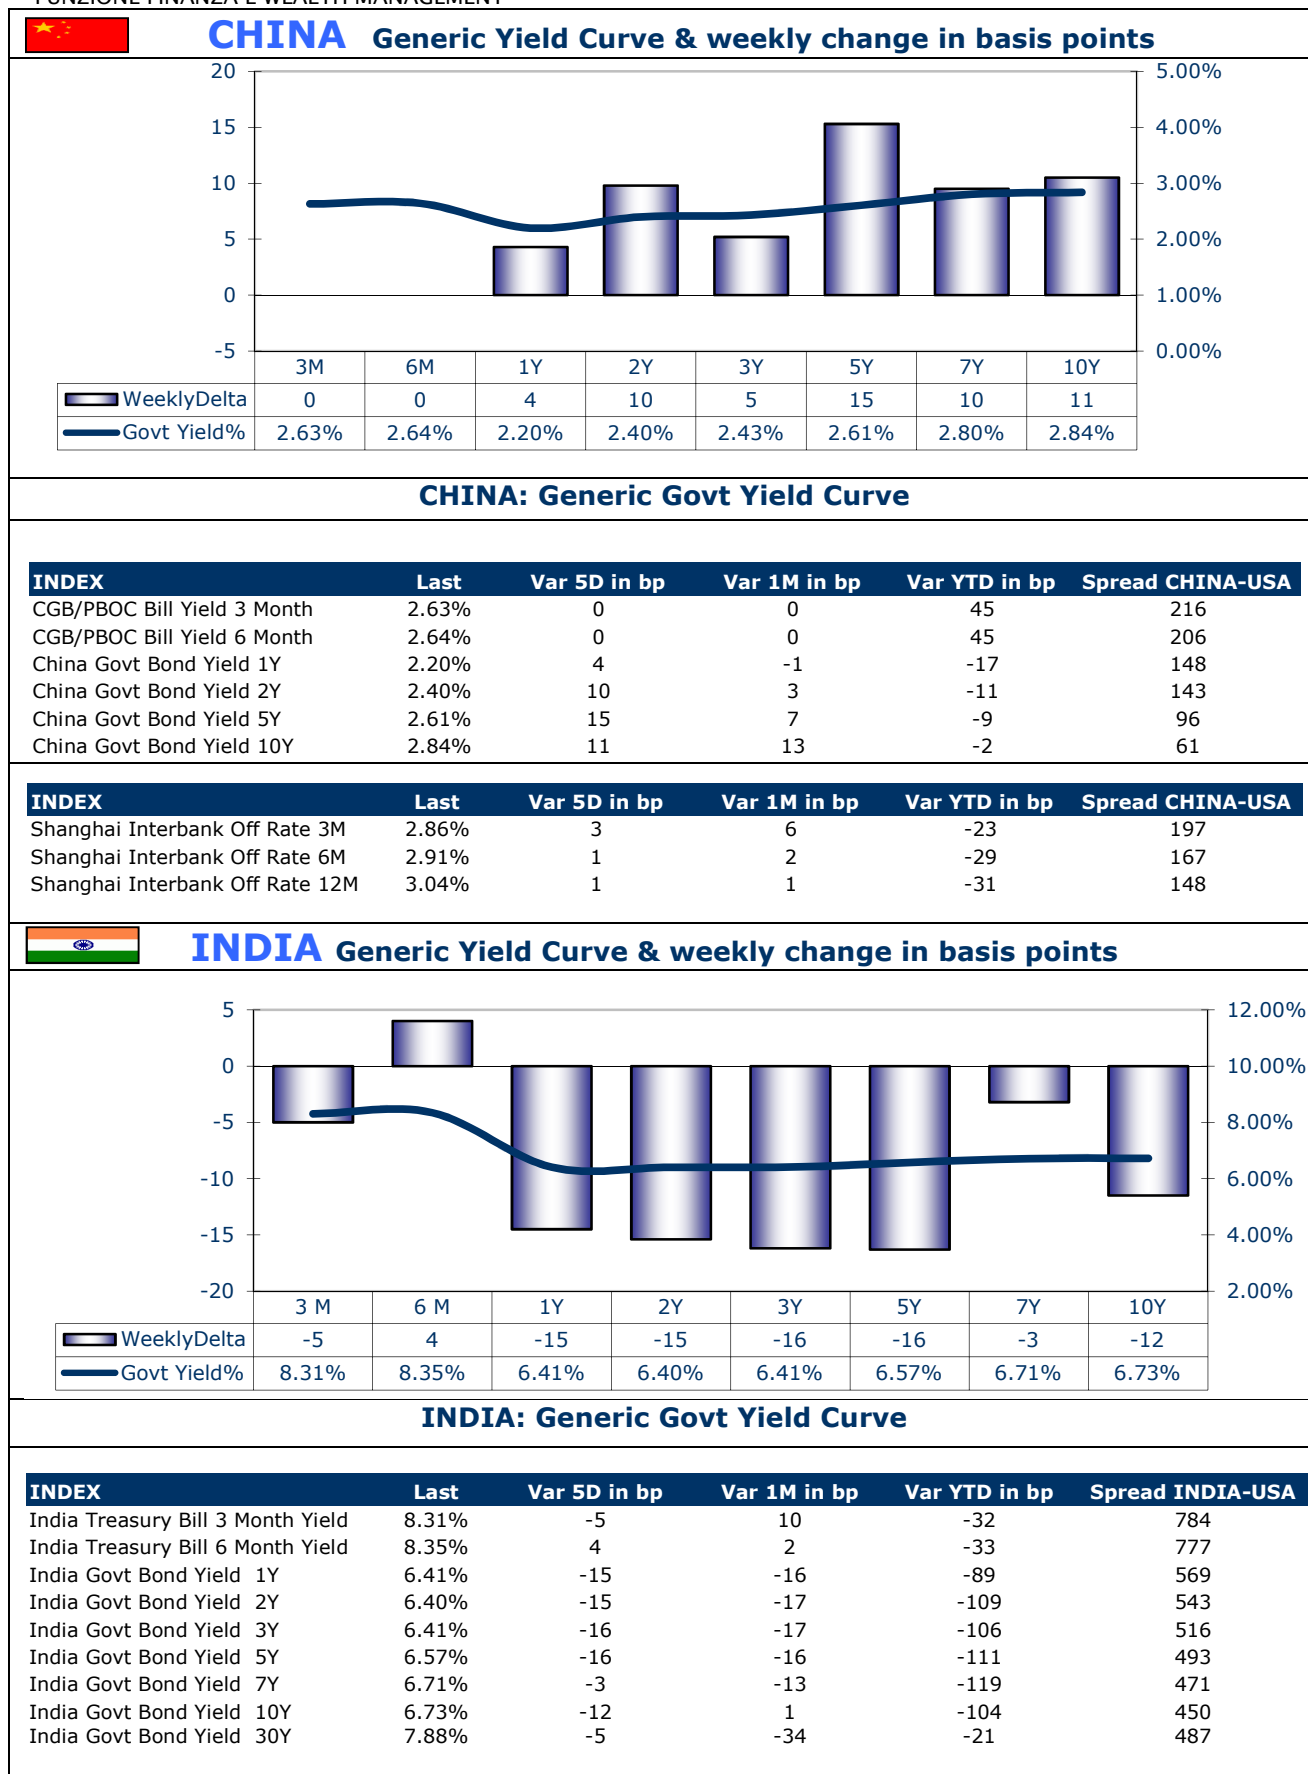 FUNZIONE FINANZA E WEALTH MANAGEMENT
CHINA Generic Yield Curve & weekly change in basis points
20 5.00%
15 4.00%
10 3.00%
5 2.00%
0 1.00%
-5 0.00%
3M 6M 1Y 2Y 3Y 5Y 7Y 10Y
WeeklyDelta 0 0 4 10 5 15 10 11
Govt Yield% 2.63% 2.64% 2.20% 2.40% 2.43% 2.61% 2.80% 2.84%
CHINA: Generic Govt Yield Curve
INDEX Last Var 5D in bp Var 1M in bp Var YTD in bp Spread CHINA-USA
CGB/PBOC Bill Yield 3 Month 2.63% 0 0 45 216
CGB/PBOC Bill Yield 6 Month 2.64% 0 0 45 206
China Govt Bond Yield 1Y 2.20% 4 -1 -17 148
China Govt Bond Yield 2Y 2.40% 10 3 -11 143
China Govt Bond Yield 5Y 2.61% 15 7 -9 96
China Govt Bond Yield 10Y 2.84% 11 13 -2 61
INDEX Last Var 5D in bp Var 1M in bp Var YTD in bp Spread CHINA-USA
Shanghai Interbank Off Rate 3M 2.86% 3 6 -23 197
Shanghai Interbank Off Rate 6M 2.91% 1 2 -29 167
Shanghai Interbank Off Rate 12M 3.04% 1 1 -31 148
INDIA Generic Yield Curve & weekly change in basis points
5 12.00%
0 10.00%
-5 8.00%
-10 6.00%
-15 4.00%
-20 2.00%
3 M 6 M 1Y 2Y 3Y 5Y 7Y 10Y
WeeklyDelta -5 4 -15 -15 -16 -16 -3 -12
Govt Yield% 8.31% 8.35% 6.41% 6.40% 6.41% 6.57% 6.71% 6.73%
INDIA: Generic Govt Yield Curve
INDEX Last Var 5D in bp Var 1M in bp Var YTD in bp Spread INDIA-USA
India Treasury Bill 3 Month Yield 8.31% -5 10 -32 784
India Treasury Bill 6 Month Yield 8.35% 4 2 -33 777
India Govt Bond Yield 1Y 6.41% -15 -16 -89 569
India Govt Bond Yield 2Y 6.40% -15 -17 -109 543
India Govt Bond Yield 3Y 6.41% -16 -17 -106 516
India Govt Bond Yield 5Y 6.57% -16 -16 -111 493
India Govt Bond Yield 7Y 6.71% -3 -13 -119 471
India Govt Bond Yield 10Y 6.73% -12 1 -104 450
India Govt Bond Yield 30Y 7.88% -5 -34 -21 487